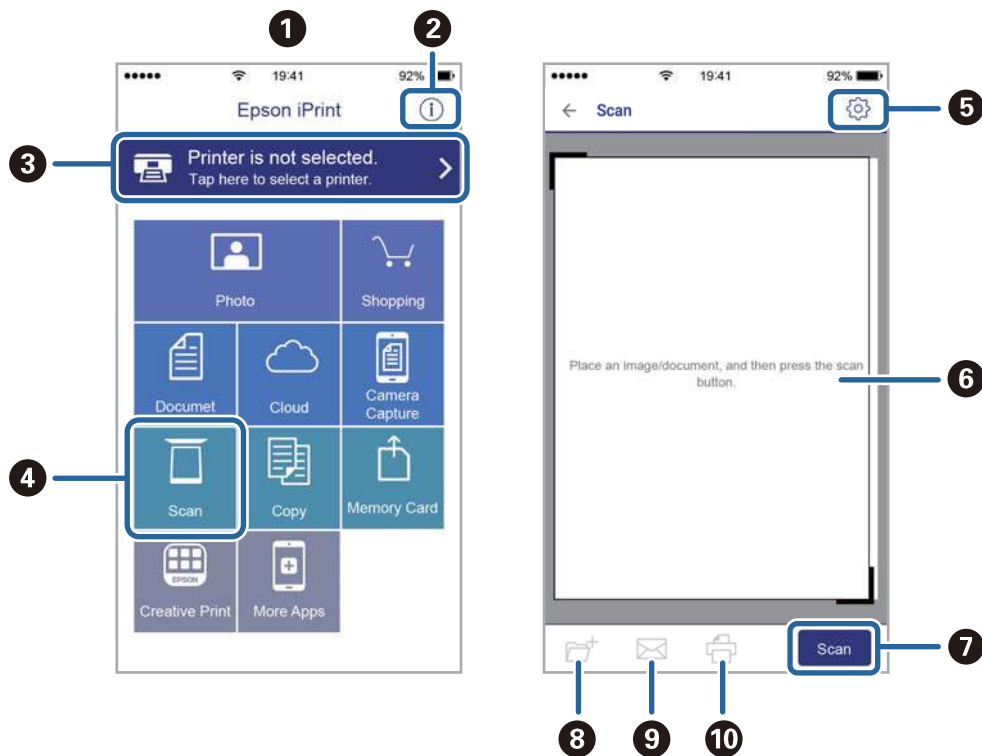 1
2
19:41
92%
Epson iPrint
i
3
Printer is not selected.
Tap here to select a printer.
Photo
Shopping
Documet
Cloud
Camera
Capture
4
Scan
Copy
Memory Card
EPSON
Creative Print
More Apps
19:41
92%
Scan
5
Place an image/document, and then press the scan
button.
6
Scan
7
8
9
10